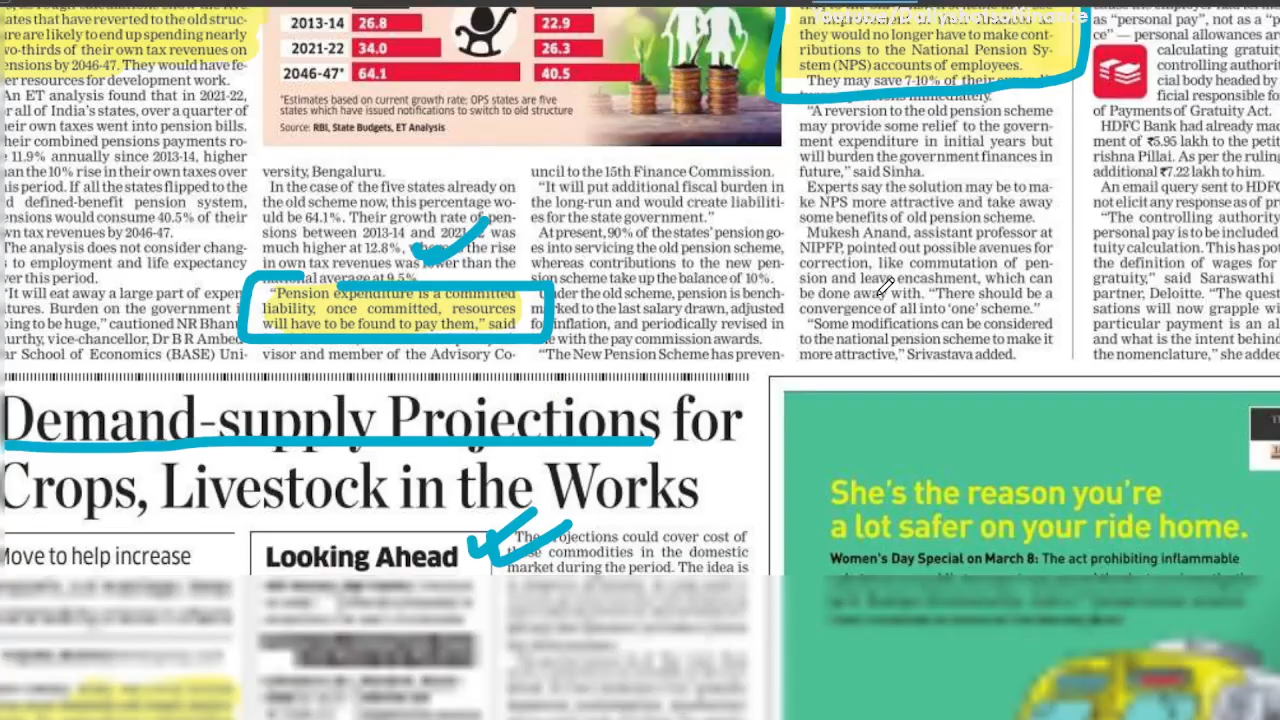 ates that have reverted to the old struc-
re are likely to end up spending nearly
wo-thirds of their own tax revenues on
ensions by 2046-47. They would have fe-
er resources for development work.
An ET analysis found that in 2021-22,
r all of India's states, over a quarter of
eir own taxes went into pension bills.
heir combined pensions payments ro-
e 11.9% annually since 2013-14, higher
an the 10% rise in their own taxes over
is period. If all the states flipped to the
d defined-benefit pension system,
ensions would consume 40.5% of their
wn tax revenues by 2046-47.
The analysis does not consider chang-
s to employment and life expectancy
ver this period.
"It will eat away a large part of expen
tures. Burden on the government i
oing to be huge," cautioned NR Bhanu
urthy, vice-chancellor, Dr B R Ambed
ar School of Economics (BASE) Uni-
2013-14 26.8 22.9
2021-22 34.0 26.3
2046-47* 64.1 40.5
*Estimates based on current growth rate; OPS states are five
states which have issued notifications to switch to old structure
Source: RBI, State Budgets, ET Analysis
versity, Bengaluru.
In the case of the five states already on
the old scheme now, this percentage wo-
uld be 64.1%. Their growth rate of pen-
sions between 2013-14 and 2021 was
much higher at 12.8%, the rise
in own tax revenues was lower than the
national average at 9.5%.
"Pension expenditure is a committed
liability, once committed, resources
will have to be found to pay them," said
visor and member of the Advisory Co-
uncil to the 15th Finance Commission.
"It will put additional fiscal burden in
the long-run and would create liabiliti-
es for the state government."
At present, 90% of the states' pension go-
es into servicing the old pension scheme,
whereas contributions to the new pen-
sion scheme take up the balance of 10%.
Under the old scheme, pension is bench-
marked to the last salary drawn, adjusted
for inflation, and periodically revised in
with the pay commission awards.
"The New Pension Scheme has preven-
they would no longer have to make cont-
ributions to the National Pension Sy-
stem (NPS) accounts of employees.
They may save 7-10% of their
immediately.
"A reversion to the old pension scheme
may provide some relief to the govern-
ment expenditure in initial years but
will burden the government finances in
future," said Sinha.
Experts say the solution may be to ma-
ke NPS more attractive and take away
some benefits of old pension scheme.
Mukesh Anand, assistant professor at
NIPFP, pointed out possible avenues for
correction, like commutation of pen-
sion and leave encashment, which can
be done away with. "There should be a
convergence of all into 'one' scheme."
"Some modifications can be considered
to the national pension scheme to make it
more attractive," Srivastava added.
as "personal pay", not as a "p
ce" — personal allowances are
calculating gratuit
controlling authori
cial body headed by
ficial responsible fo
of Payments of Gratuity Act.
HDFC Bank had already ma
ment of ₹5.95 lakh to the petit
rishna Pillai. As per the ruling
additional ₹7.22 lakh to him.
An email query sent to HDFC
not elicit any response as of pr
"The controlling authority
personal pay is to be included
tuity calculation. This has po
the definition of wages for
gratuity," said Saraswathi
partner, Deloitte. "The quest
sations will now grapple wi
particular payment is an al
and what is the intent behind
the nomenclature," she added
Demand-supply Projections for
Crops, Livestock in the Works
Move to help increase
Looking Ahead
The projections could cover cost of
these commodities in the domestic
market during the period. The idea is
She's the reason you're
a lot safer on your ride home.
Women's Day Special on March 8: The act prohibiting inflammable